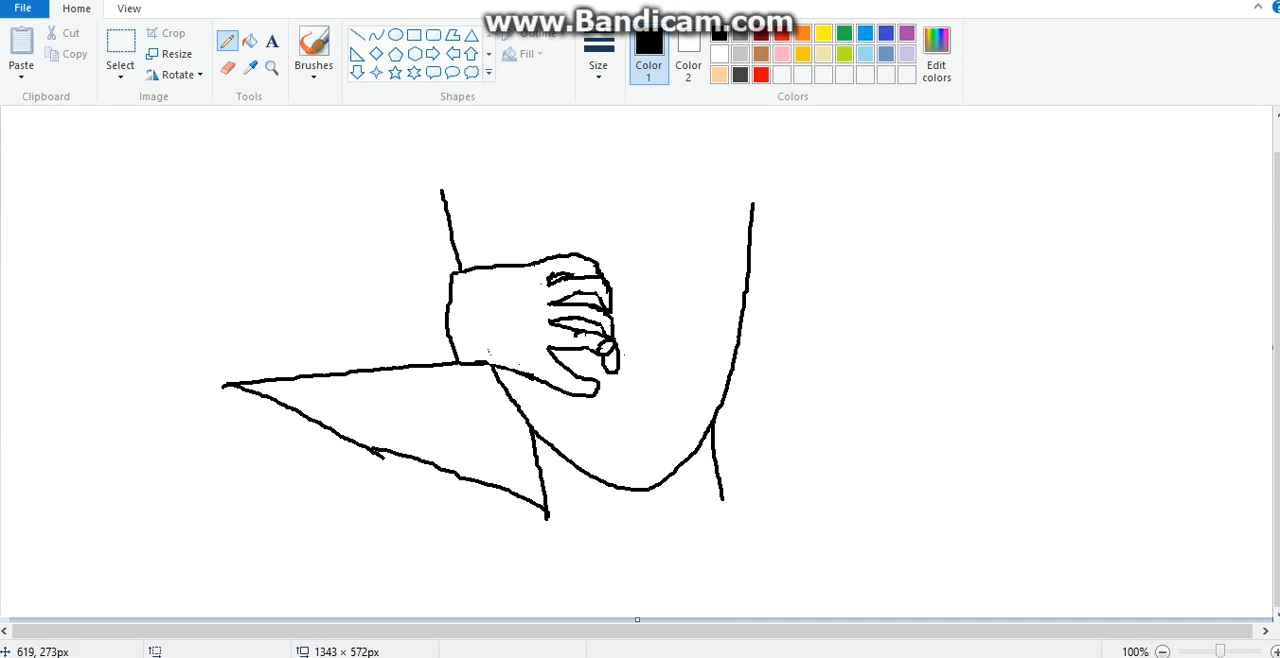 File Home View
www.Bandicam.com
Paste
Cut
Copy
Clipboard
Select
Crop
Resize
Rotate
Image
Tools
Brushes
Shapes
Outline
Fill
Size
Color 1
Color 2
Edit colors
Colors
619, 273px
1343 × 572px
100%